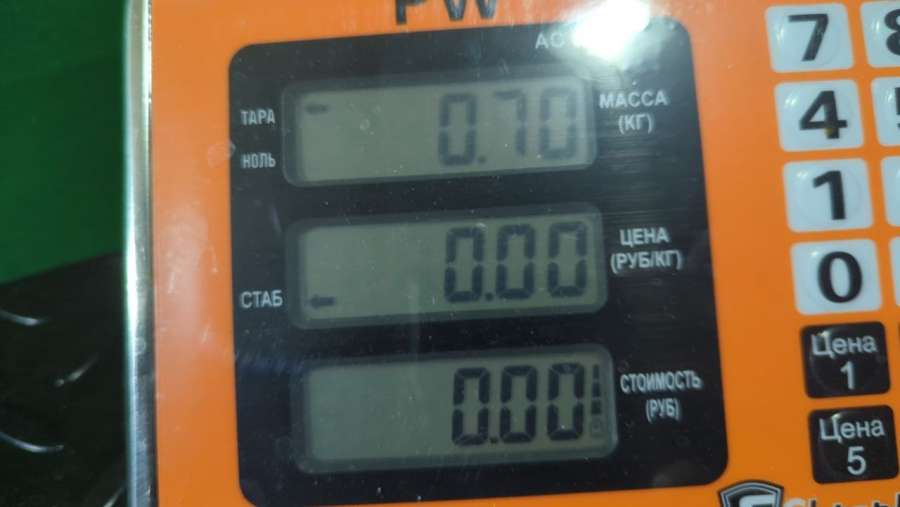 PW
AC
7
ТАРА
0.70
МАССА
(КГ)
4
НОЛЬ
1
0.00
ЦЕНА
(РУБ/КГ)
СТАБ
0
Цена
1
0.00
СТОИМОСТЬ
(РУБ)
Цена
5